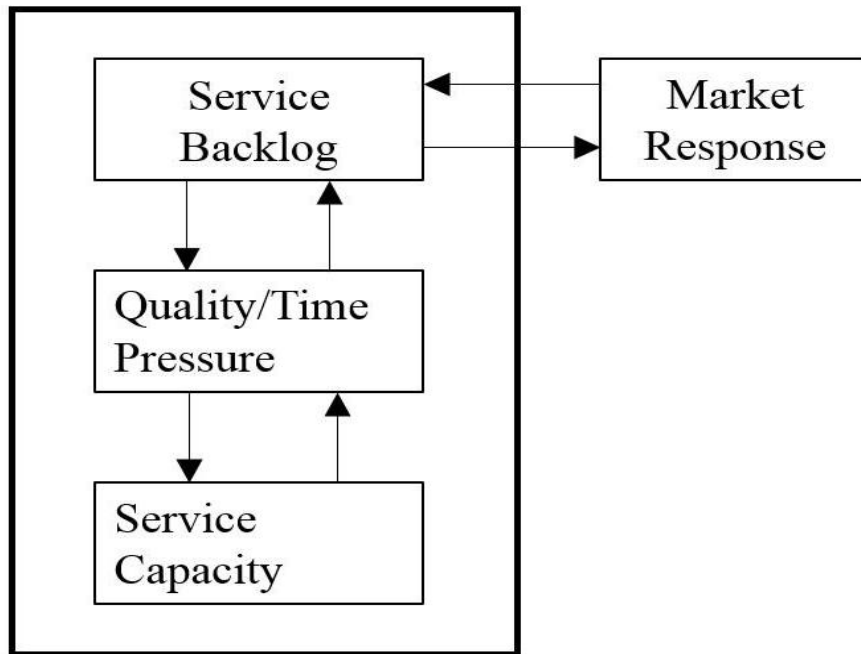 Service
Backlog
Market
Response
Quality/Time
Pressure
Service
Capacity